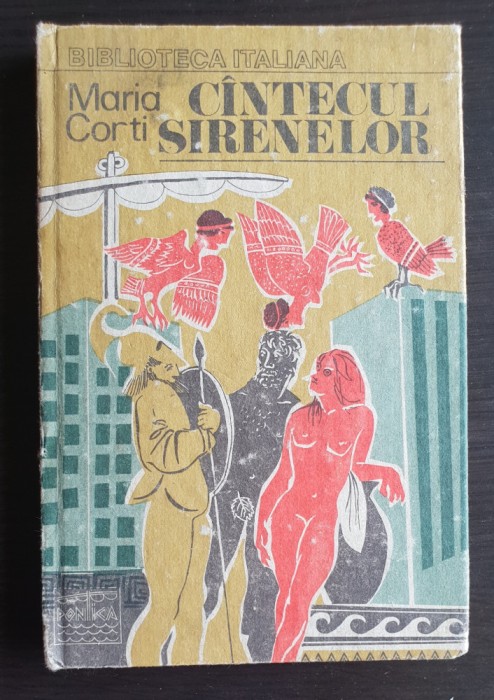 BIBLIOTECA ITALIANA
Maria
Corti
CÎNTECUL
SIRENELOR
PONTICA